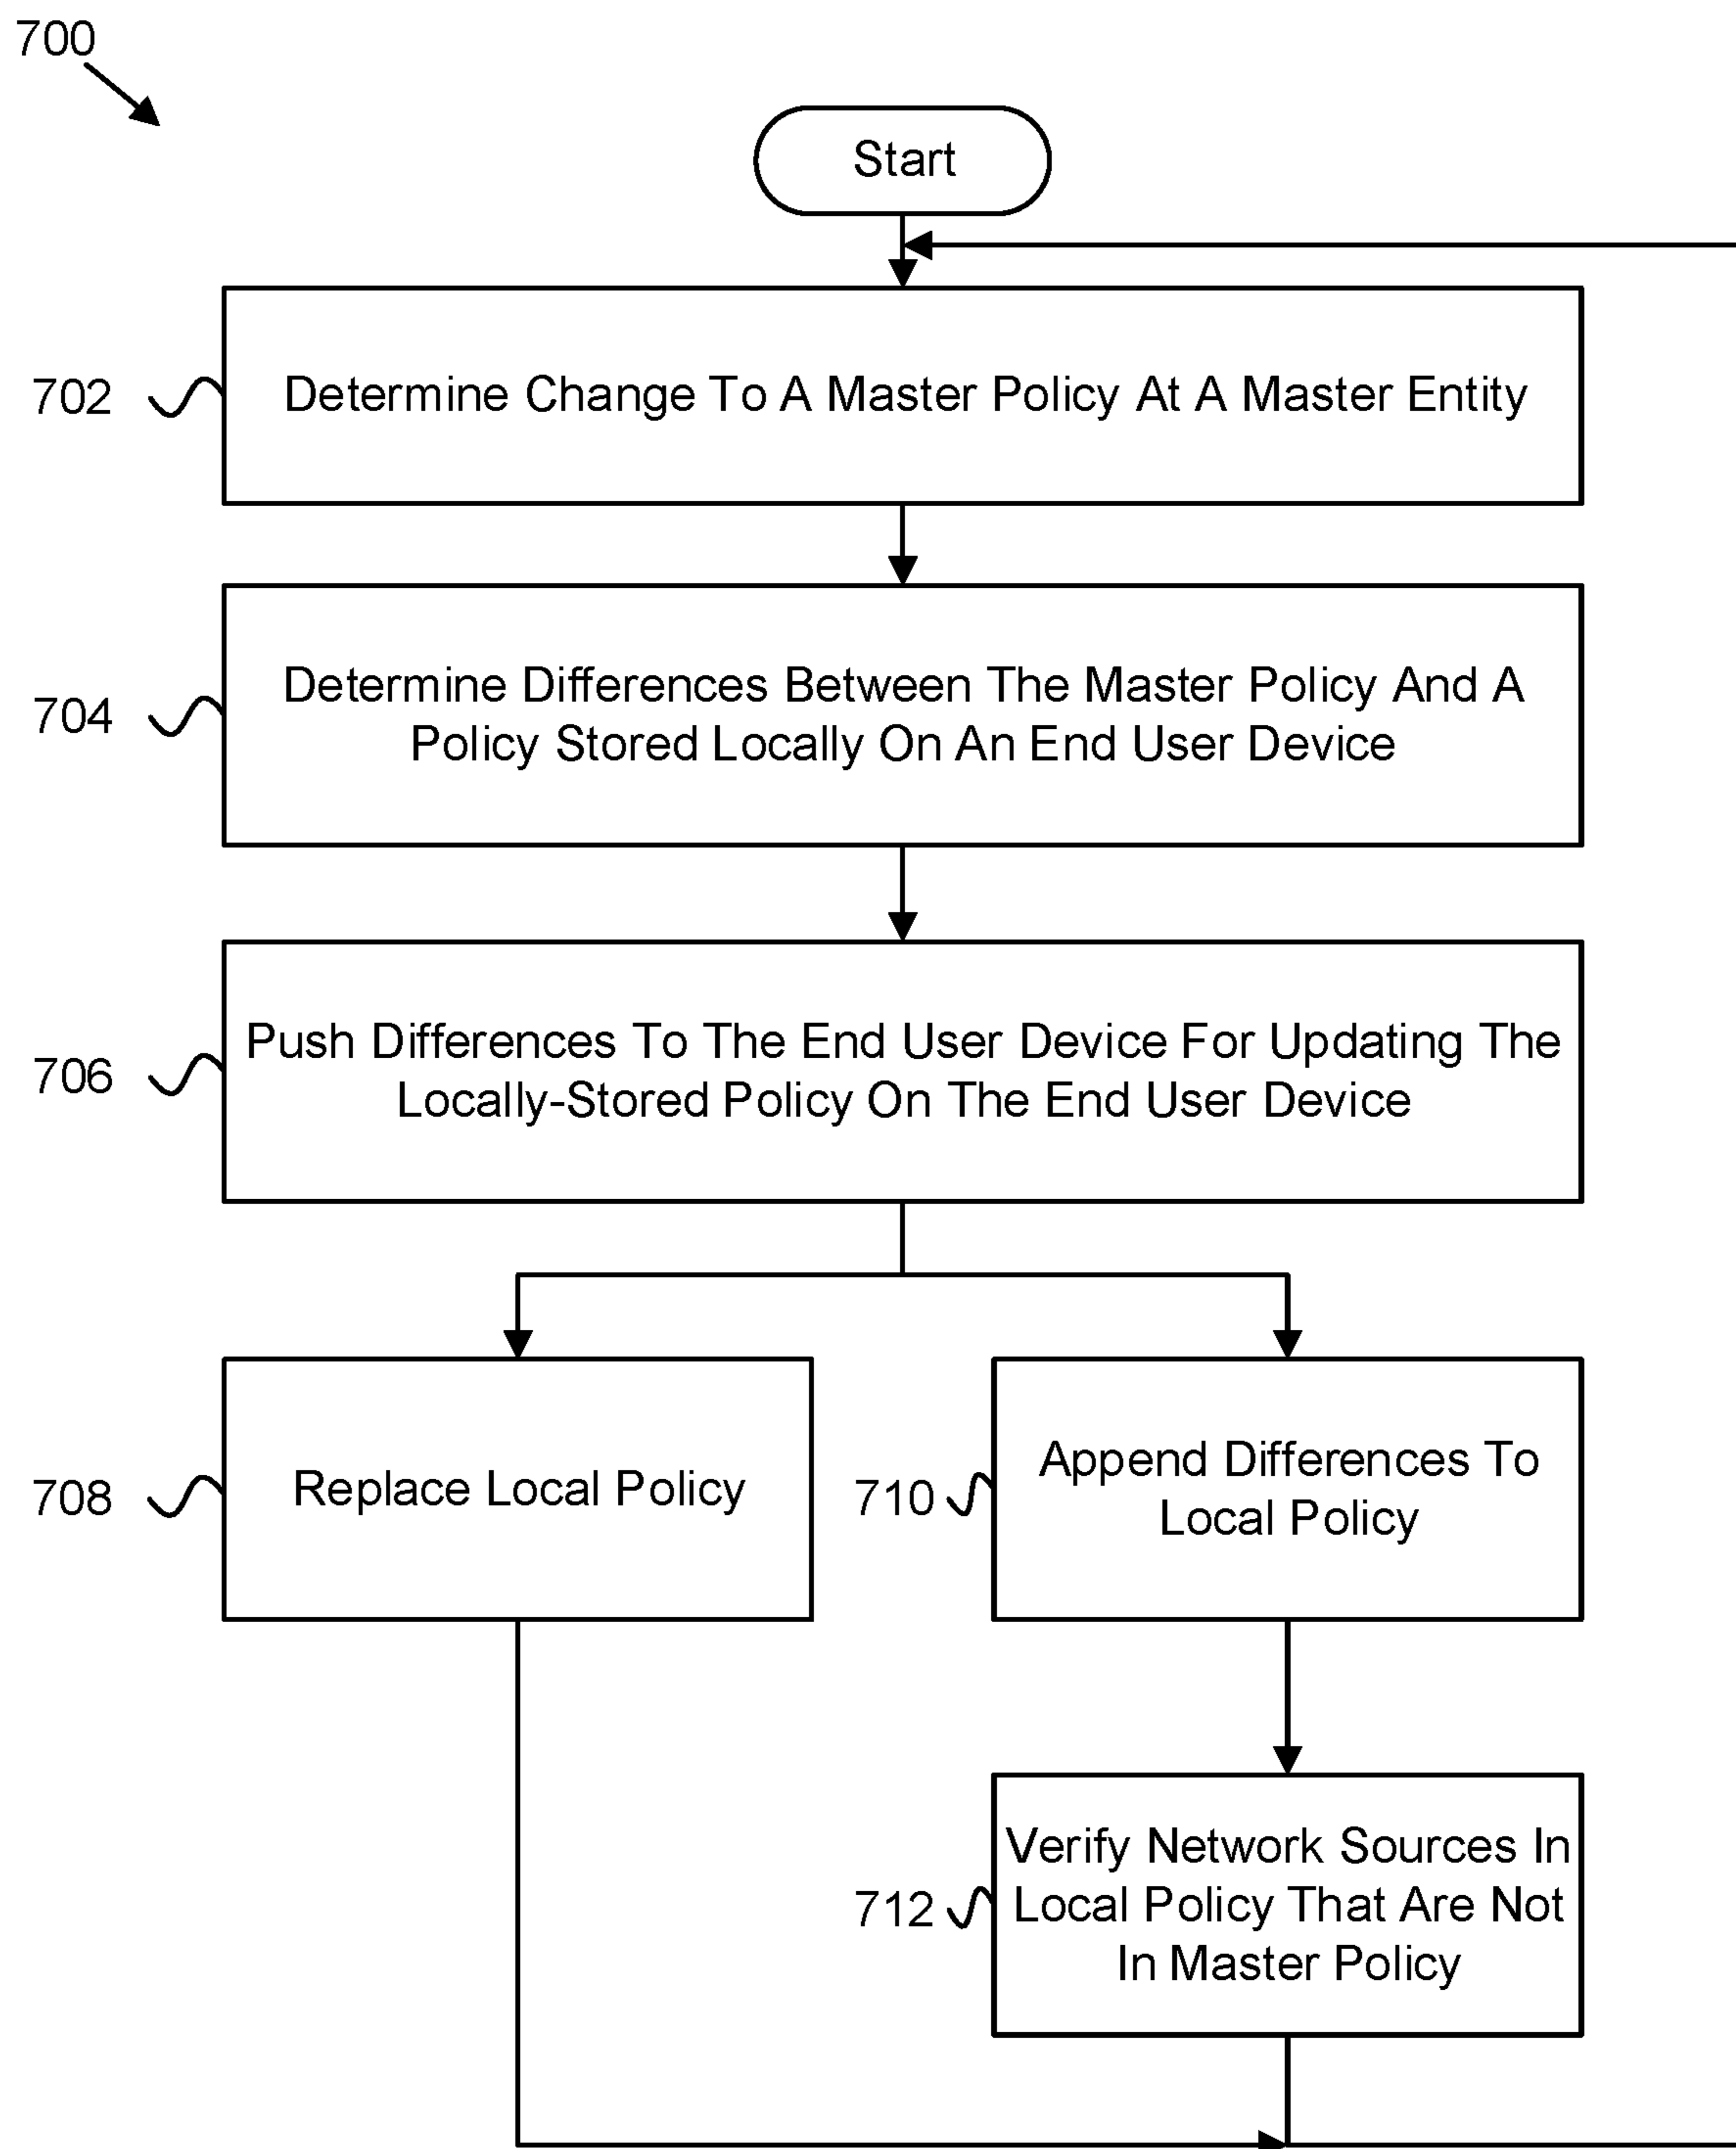 700
Start
702
Determine Change To A Master Policy At A Master Entity
704
Determine Differences Between The Master Policy And A
Policy Stored Locally On An End User Device
706
Push Differences To The End User Device For Updating The
Locally-Stored Policy On The End User Device
708
Replace Local Policy
710
Append Differences To
Local Policy
712
Verify Network Sources In
Local Policy That Are Not
In Master Policy